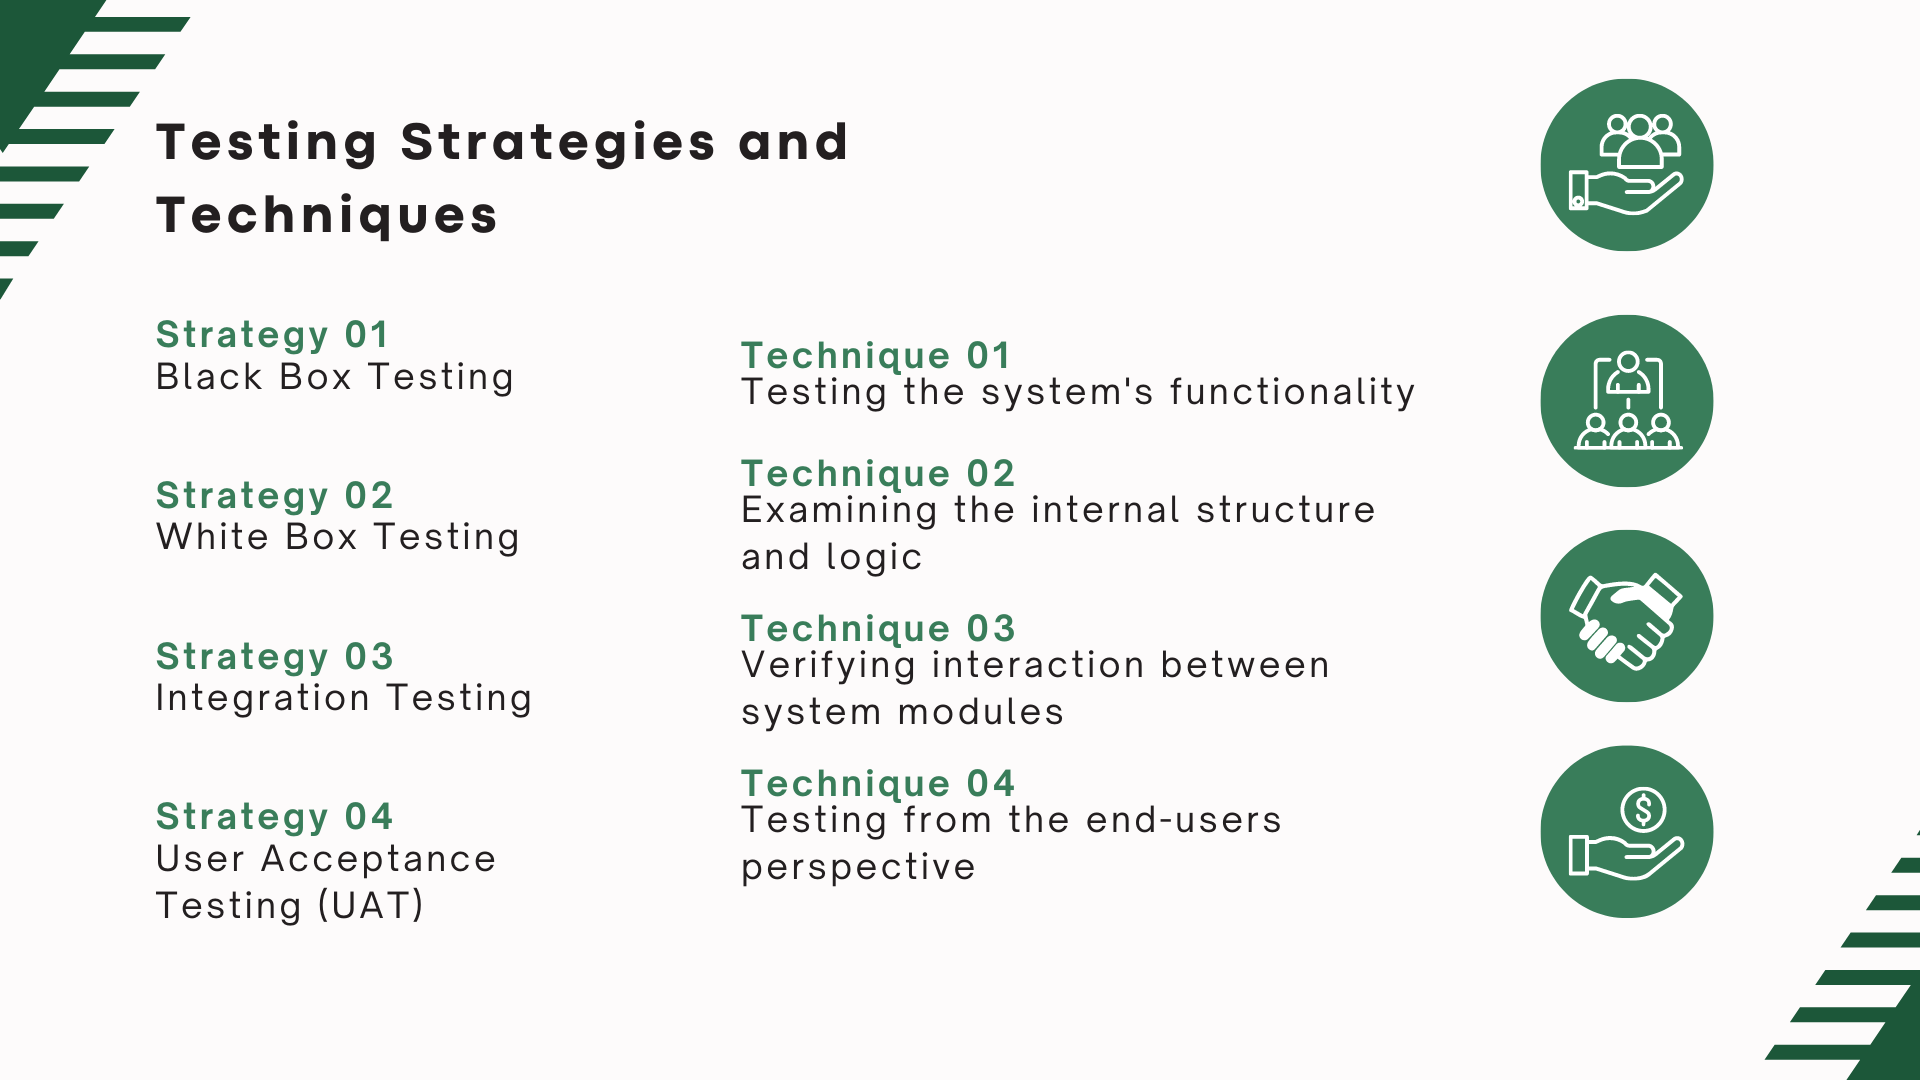 Testing Strategies and
Techniques
Strategy 01
Black Box Testing
Strategy 02
White Box Testing
Strategy 03
Integration Testing
Strategy 04
User Acceptance
Testing (UAT)
Technique 01
Testing the system's functionality
Technique 02
Examining the internal structure
and logic
Technique 03
Verifying interaction between
system modules
Technique 04
Testing from the end-users
perspective
$